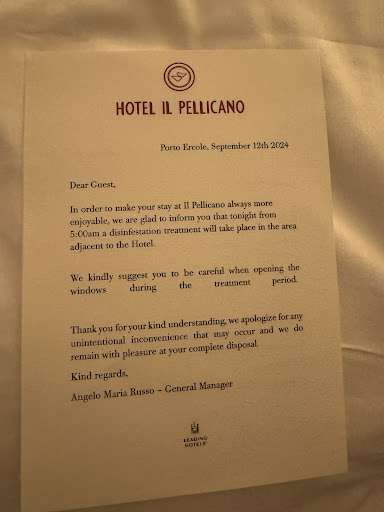 HOTEL IL PELLICANO
Porto Ercole, September 12th 2024
Dear Guest,
In order to make your stay at Il Pellicano always more
enjoyable, we are glad to inform you that tonight from
5:00am a disinfestation treatment will take place in the area
adjacent to the Hotel.
We kindly suggest you to be careful when opening the
windows during the treatment period.
Thank you for your kind understanding, we apologize for any
unintentional inconvenience that may occur and we do
remain with pleasure at your complete disposal.
Kind regards,
Angelo Maria Russo – General Manager
LEADING
HOTELS